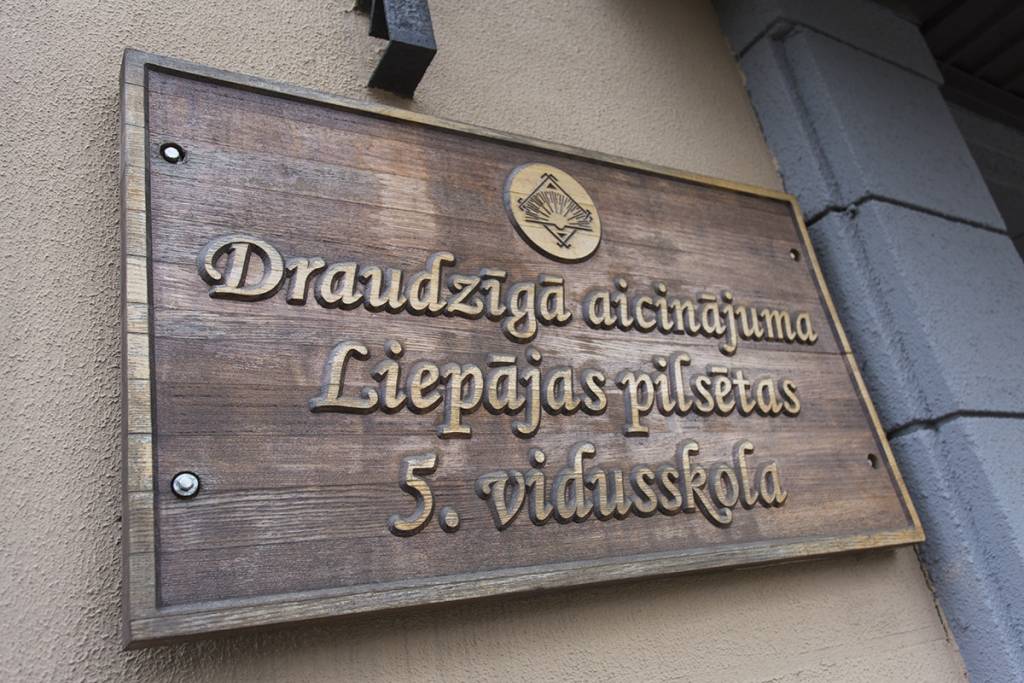 Draudzīgā aicinājuma
Liepājas pilsētas
5. vidusskola